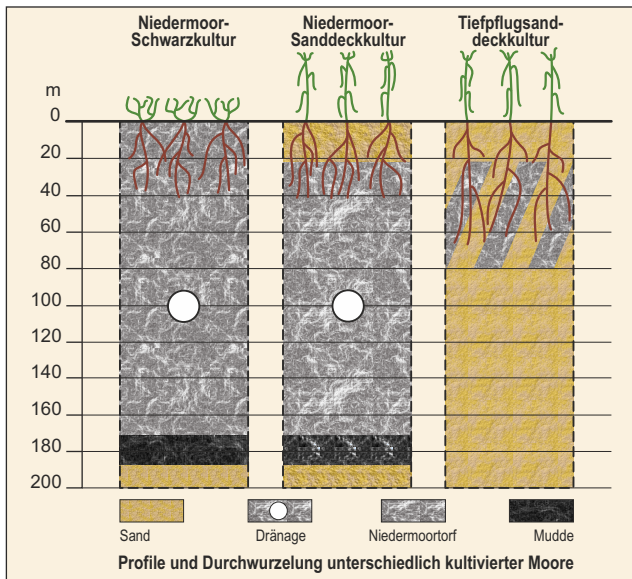 Niedermoor-
Schwarzkultur
Niedermoor-
Sanddeckkultur
Tiefpflugsand-
deckkultur
m
0
20
40
60
80
100
120
140
160
180
200
Sand
Dränage
Niedermoortorf
Mudde
Profile und Durchwurzelung unterschiedlich kultivierter Moore